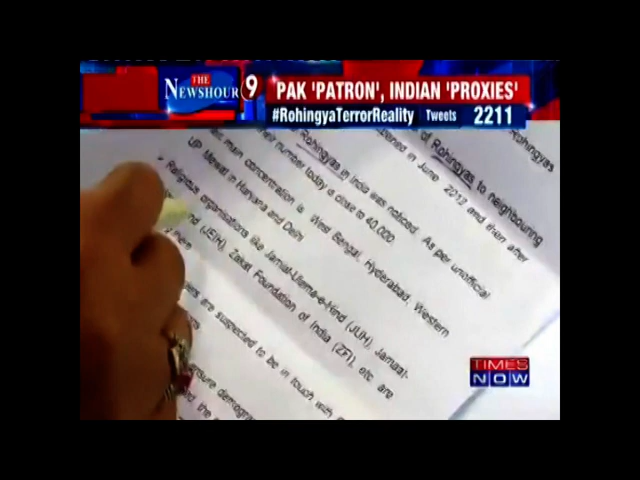 THE
NEWSHOUR 9
PAK 'PATRON', INDIAN 'PROXIES'
#RohingyaTerrorReality Tweets 2211
Rohingyas
of Rohingyas to neighbouring
in June 2012 and then after
Rohingyas in India was noticed. As per unofficial
their number today is close to 40,000.
main concentration is West Bengal, Hyderabad, Western
UP Mewat in Haryana and Delhi
➢ Religious organisations like Jamiat-Ulema-e-Hind (JUH), Jamaat-
(JEIH), Zakat Foundation of India (ZFI), etc are
are suspected to be in touch with
TIMES
NOW